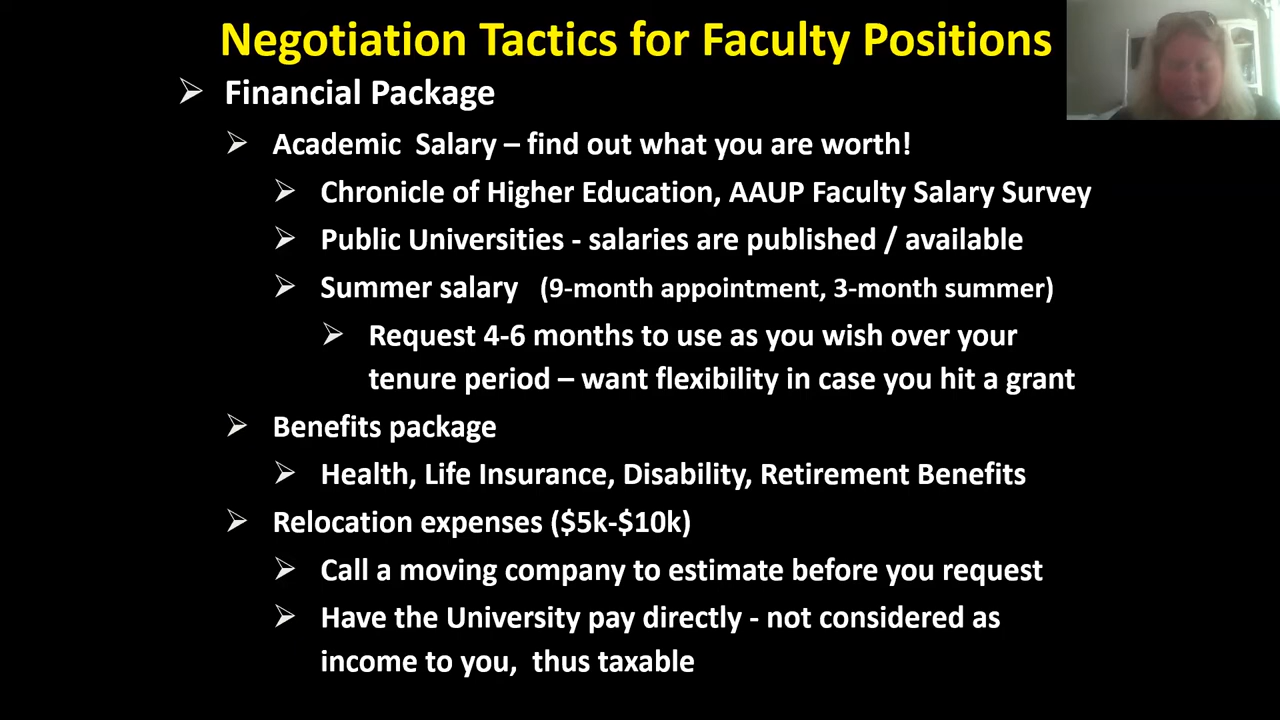 Negotiation Tactics for Faculty Positions
Financial Package
Academic Salary – find out what you are worth!
Chronicle of Higher Education, AAUP Faculty Salary Survey
Public Universities - salaries are published / available
Summer salary (9-month appointment, 3-month summer)
Request 4-6 months to use as you wish over your
tenure period – want flexibility in case you hit a grant
Benefits package
Health, Life Insurance, Disability, Retirement Benefits
Relocation expenses ($5k-$10k)
Call a moving company to estimate before you request
Have the University pay directly - not considered as
income to you, thus taxable